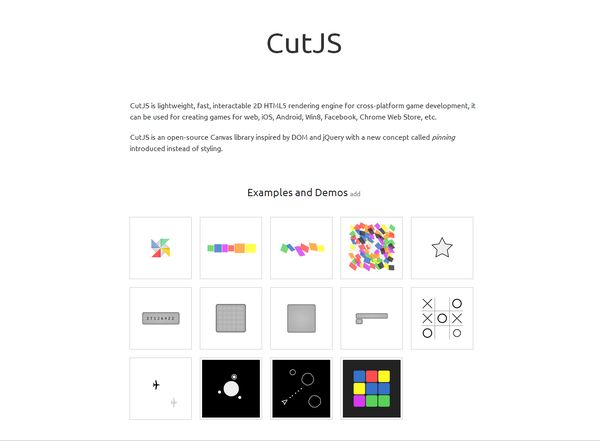 CutJS
CutJS is lightweight, fast, interactable 2D HTML5 rendering engine for cross-platform game development, it
can be used for creating games for web, iOS, Android, Win8, Facebook, Chrome Web Store, etc.
CutJS is an open-source Canvas library inspired by DOM and jQuery with a new concept called pinning
introduced instead of styling.
Examples and Demos add